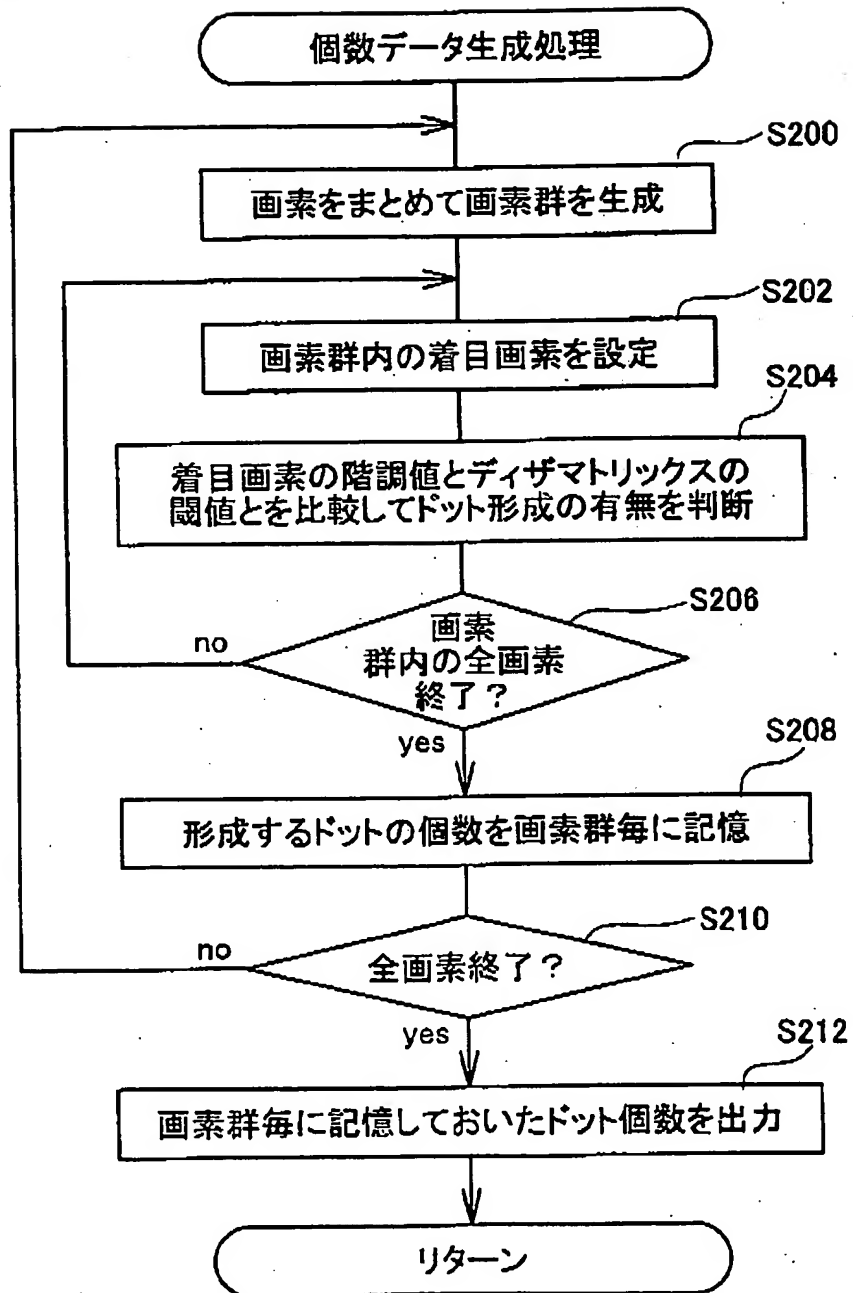 個数データ生成処理
S200
画素をまとめて画素群を生成
S202
画素群内の着目画素を設定
S204
着目画素の階調値とディザマトリックスの
閾値とを比較してドット形成の有無を判断
S206
画素
群内の全画素
終了?
no
yes
S208
形成するドットの個数を画素群毎に記憶
S210
全画素終了?
no
yes
S212
画素群毎に記憶しておいたドット個数を出力
リターン